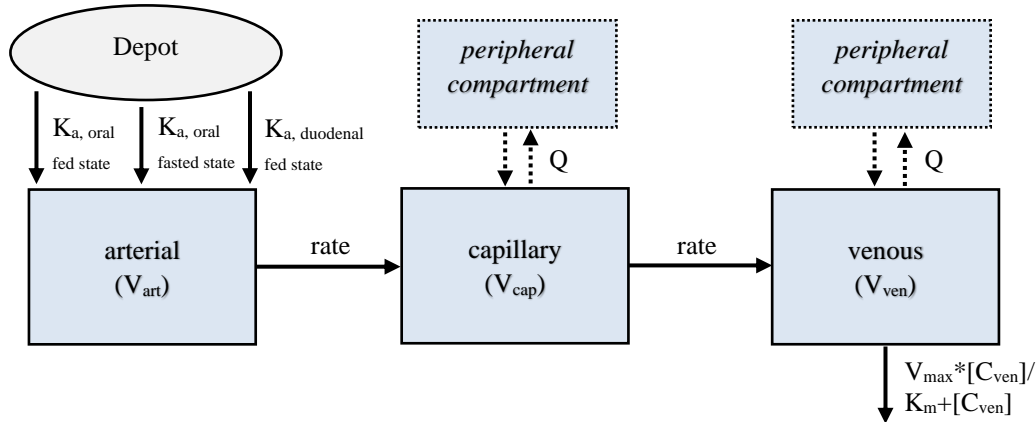 Depot
peripheral
compartment
peripheral
compartment
Ka, oral
fed state
Ka, oral
fasted state
Ka, duodenal
fed state
Q
Q
arterial
(Vart)
rate
capillary
(Vcap)
rate
venous
(Vven)
Vmax*[Cven]/
Km+[Cven]